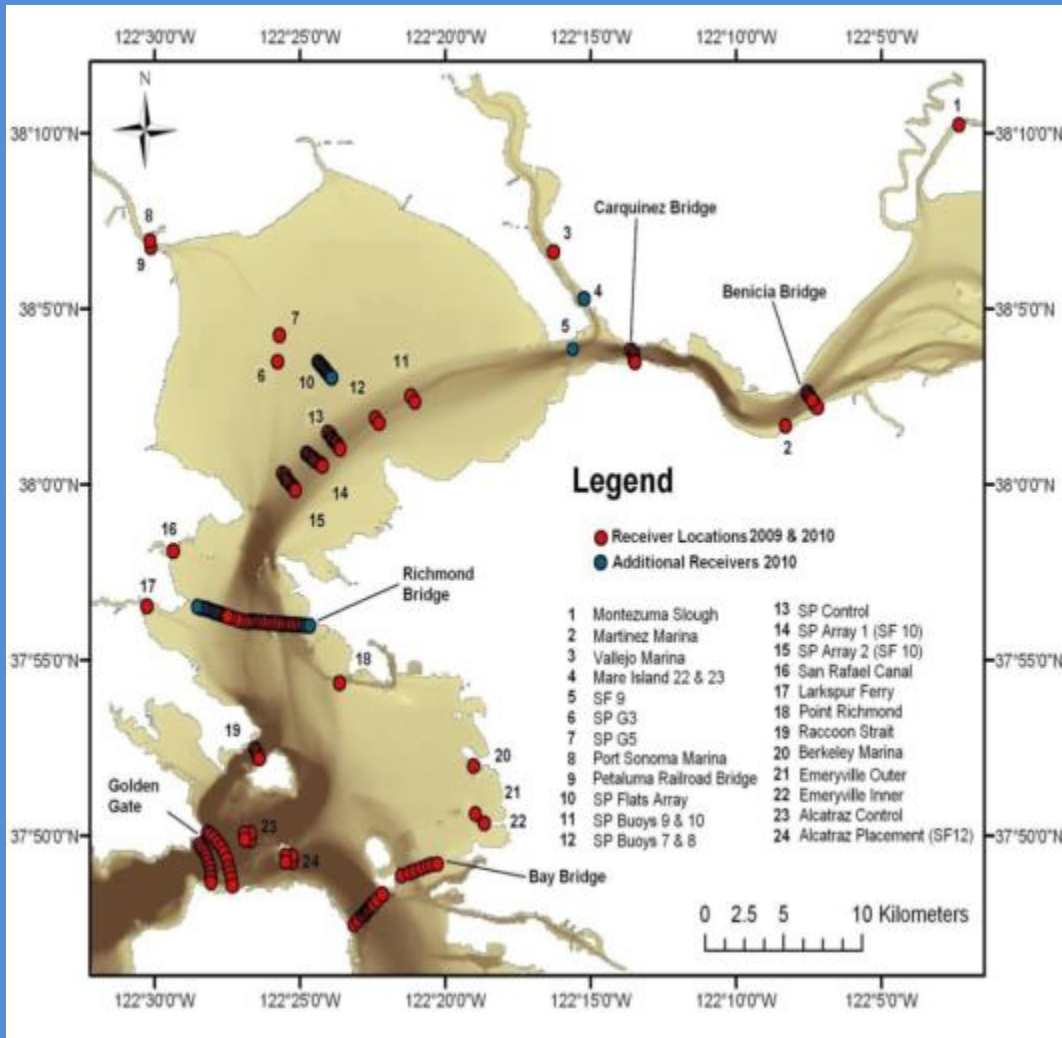 122°30'0"W 122°25'0"W 122°20'0"W 122°15'0"W 122°10'0"W 122°5'0"W
N
1
38°10'0"N 38°10'0"N
Carquinez Bridge
8
3
9
Benicia Bridge
4
38°5'0"N 38°5'0"N
7
5
6
10
12
11
13
2
14
38°0'0"N 38°0'0"N
15
16
Richmond
Bridge
17
18
37°55'0"N 37°55'0"N
19
20
Golden
Gate
21
22
37°50'0"N 37°50'0"N
23
24
Bay Bridge
Legend
Receiver Locations 2009 & 2010
Additional Receivers 2010
1 Montezuma Slough
2 Martinez Marina
3 Vallejo Marina
4 Mare Island 22 & 23
5 SF 9
6 SP G3
7 SP G5
8 Port Sonoma Marina
9 Petaluma Railroad Bridge
10 SP Flats Array
11 SP Buoys 9 & 10
12 SP Buoys 7 & 8
13 SP Control
14 SP Array 1 (SF 10)
15 SP Array 2 (SF 10)
16 San Rafael Canal
17 Larkspur Ferry
18 Point Richmond
19 Raccoon Strait
20 Berkeley Marina
21 Emeryville Outer
22 Emeryville Inner
23 Alcatraz Control
24 Alcatraz Placement (SF12)
0 2.5 5 10 Kilometers
122°30'0"W 122°25'0"W 122°20'0"W 122°15'0"W 122°10'0"W 122°5'0"W